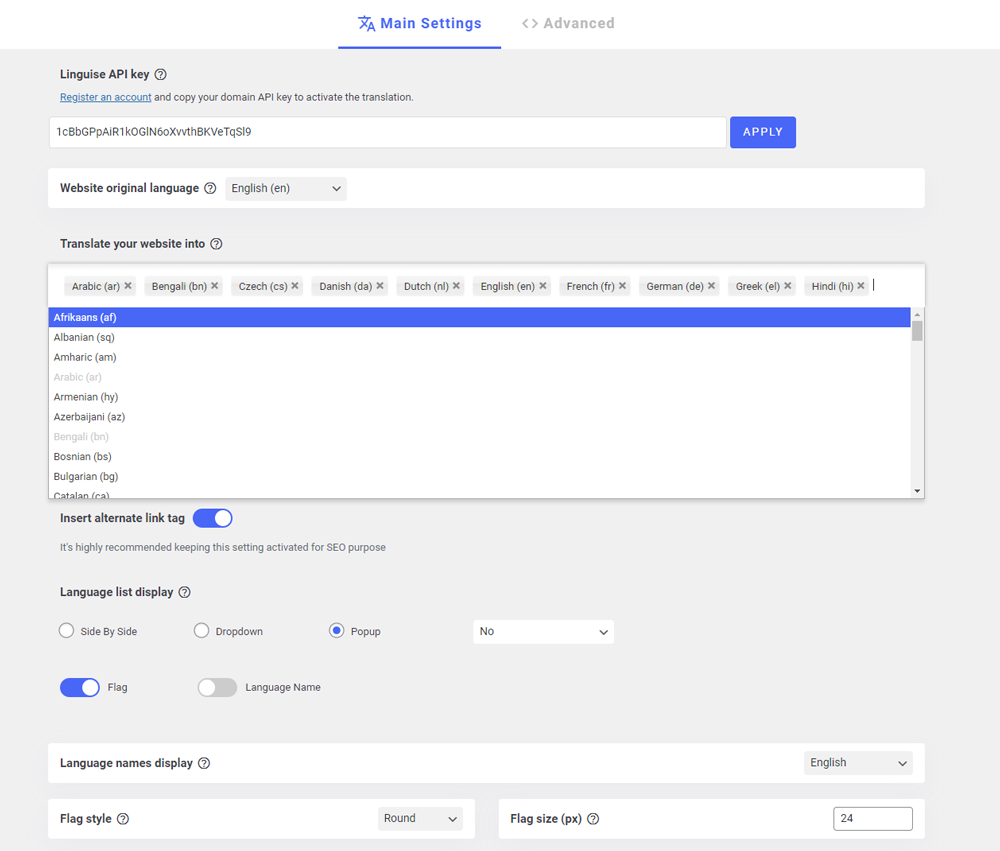 Main Settings
<> Advanced
Linguise API key ?
Register an account and copy your domain API key to activate the translation.
1cBbGPpAiR1kOGlN6oXvvthBKVeTqSl9
APPLY
Website original language ? English (en)
Translate your website into ?
Arabic (ar) × Bengali (bn) × Czech (cs) × Danish (da) × Dutch (nl) × English (en) × French (fr) × German (de) × Greek (el) × Hindi (hi) ×
Afrikaans (af)
Albanian (sq)
Amharic (am)
Arabic (ar)
Armenian (hy)
Azerbaijani (az)
Bengali (bn)
Bosnian (bs)
Bulgarian (bg)
Catalan (ca)
Insert alternate link tag
It's highly recommended keeping this setting activated for SEO purpose
Language list display ?
Side By Side
Dropdown
Popup
No
Flag
Language Name
Language names display ?
English
Flag style ?
Round
Flag size (px) ?
24